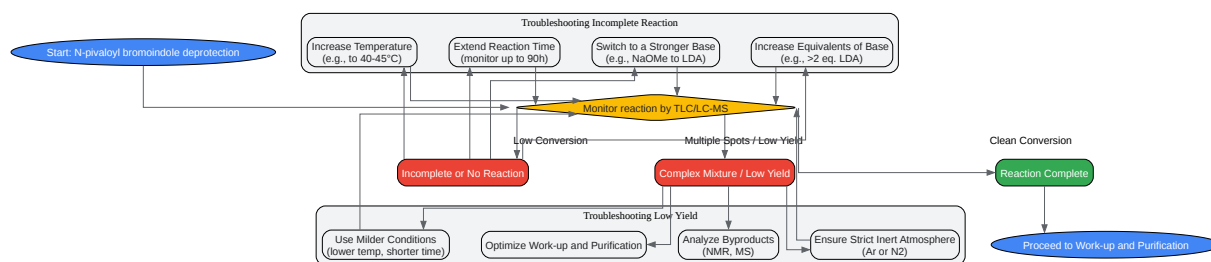 Troubleshooting Incomplete Reaction
Start: N-pivaloyl bromoindole deprotection
Increase Temperature
(e.g., to 40-45°C)
Extend Reaction Time
(monitor up to 90h)
Switch to a Stronger Base
(e.g., NaOMe to LDA)
Increase Equivalents of Base
(e.g., >2 eq. LDA)
Monitor reaction by TLC/LC-MS
Low Conversion
Multiple Spots / Low Yield
Clean Conversion
Incomplete or No Reaction
Complex Mixture / Low Yield
Reaction Complete
Troubleshooting Low Yield
Use Milder Conditions
(lower temp, shorter time)
Optimize Work-up and Purification
Analyze Byproducts
(NMR, MS)
Ensure Strict Inert Atmosphere
(Ar or N2)
Proceed to Work-up and Purification